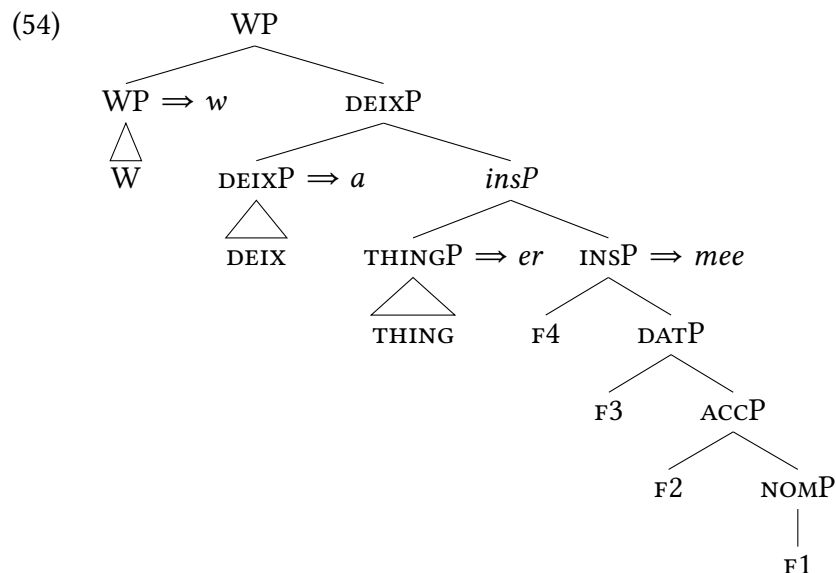 (54) WP
WP ⇒ w DEIXP
W DEIXP ⇒ a insP
DEIX THINGP ⇒ er INSP ⇒ mee
THING F4 DATP
F3 ACCP
F2 NOMP
F1